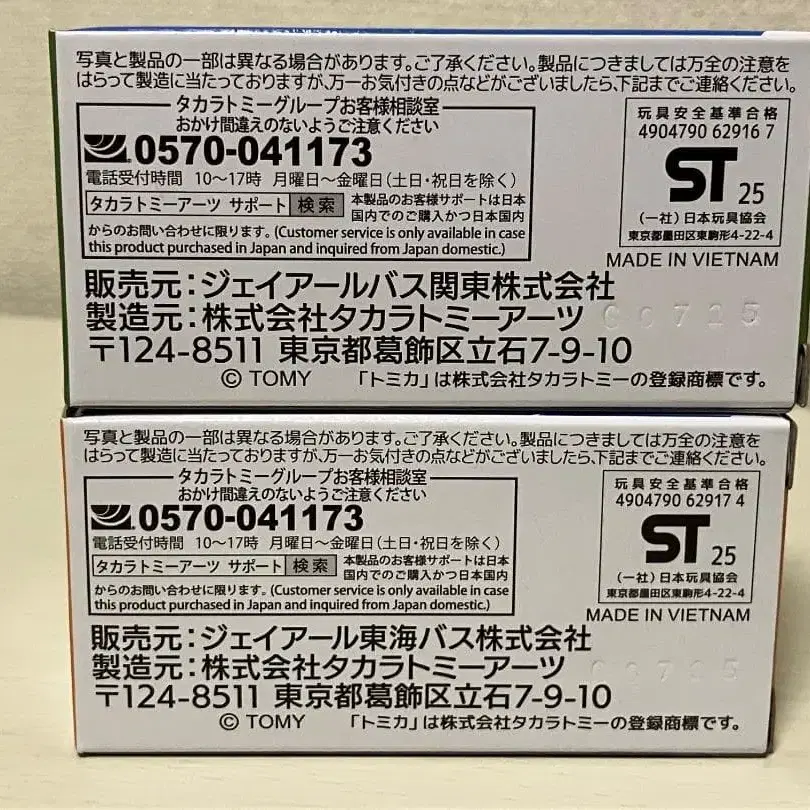 写真と製品の一部は異なる場合があります。ご了承ください。製品につきましては万全の注意を
はらって製造に当たっておりますが、万一お気付きの点などがございましたら、下記までご連絡ください。
タカラトミーグループお客様相談室
おかけ間違えのないようご注意ください
0570-041173
電話受付時間 10〜17時 月曜日〜金曜日(土日・祝日を除く)
タカラトミーアーツ サポート 検索
本製品のお客様サポートは日本
国内でのご購入かつ日本国内
からのお問い合わせに限ります。(Customer service is only available in case
this product purchased in Japan and inquired from Japan domestic.)
玩具安全基準合格
4904790 62916 7
ST 25
(一社)日本玩具協会
東京都墨田区東駒形4-22-4
MADE IN VIETNAM
販売元:ジェイアールバス関東株式会社
製造元:株式会社タカラトミーアーツ
〒124-8511 東京都葛飾区立石7-9-10
© TOMY 「トミカ」は株式会社タカラトミーの登録商標です。
写真と製品の一部は異なる場合があります。ご了承ください。製品につきましては万全の注意を
はらって製造に当たっておりますが、万一お気付きの点などがございましたら、下記までご連絡ください。
タカラトミーグループお客様相談室
おかけ間違えのないようご注意ください
0570-041173
電話受付時間 10〜17時 月曜日〜金曜日(土日・祝日を除く)
タカラトミーアーツ サポート 検索
本製品のお客様サポートは日本
国内でのご購入かつ日本国内
からのお問い合わせに限ります。(Customer service is only available in case
this product purchased in Japan and inquired from Japan domestic.)
玩具安全基準合格
4904790 62917 4
ST 25
(一社)日本玩具協会
東京都墨田区東駒形4-22-4
MADE IN VIETNAM
販売元:ジェイアール東海バス株式会社
製造元:株式会社タカラトミーアーツ
〒124-8511 東京都葛飾区立石7-9-10
© TOMY 「トミカ」は株式会社タカラトミーの登録商標です。